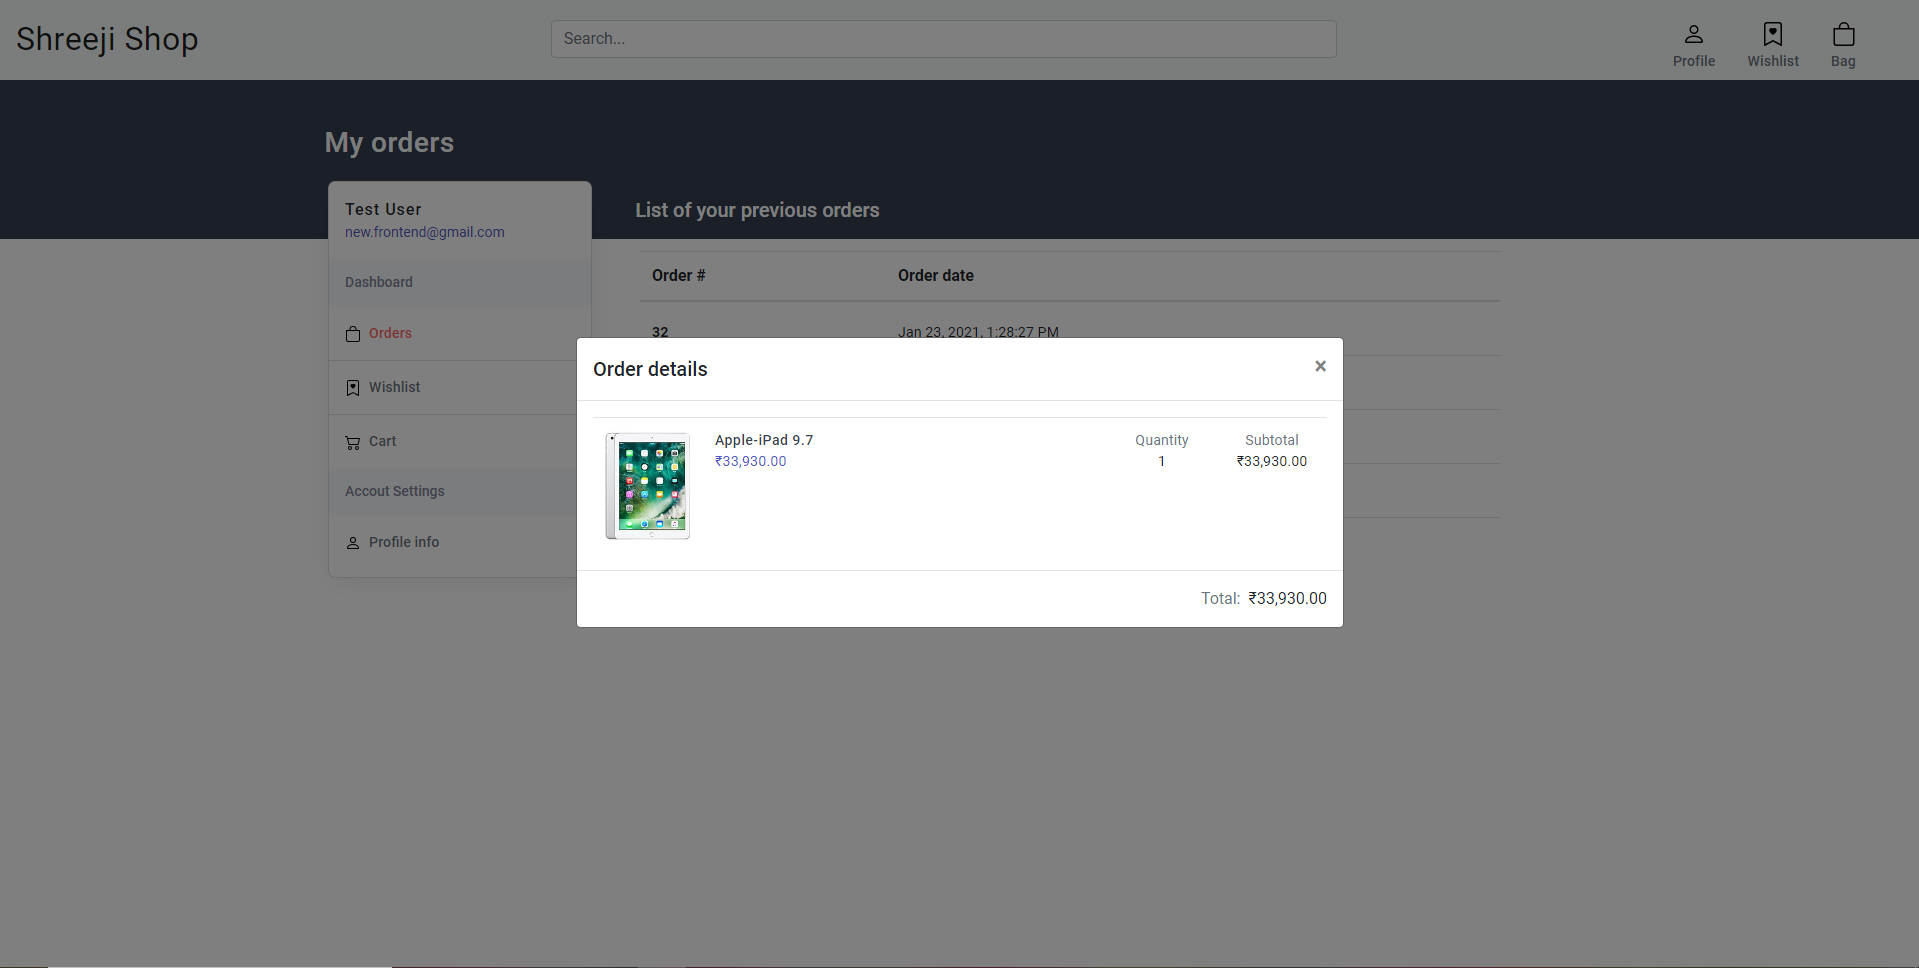 Shreeji Shop
Search...
Profile
Wishlist
Bag
My orders
Test User
new.frontend@gmail.com
Dashboard
Orders
Wishlist
Cart
Accout Settings
Profile info
List of your previous orders
Order # Order date
32 Jan 23, 2021, 1:28:27 PM
Order details
×
Apple-iPad 9.7
₹33,930.00
Quantity
1
Subtotal
₹33,930.00
Total: ₹33,930.00